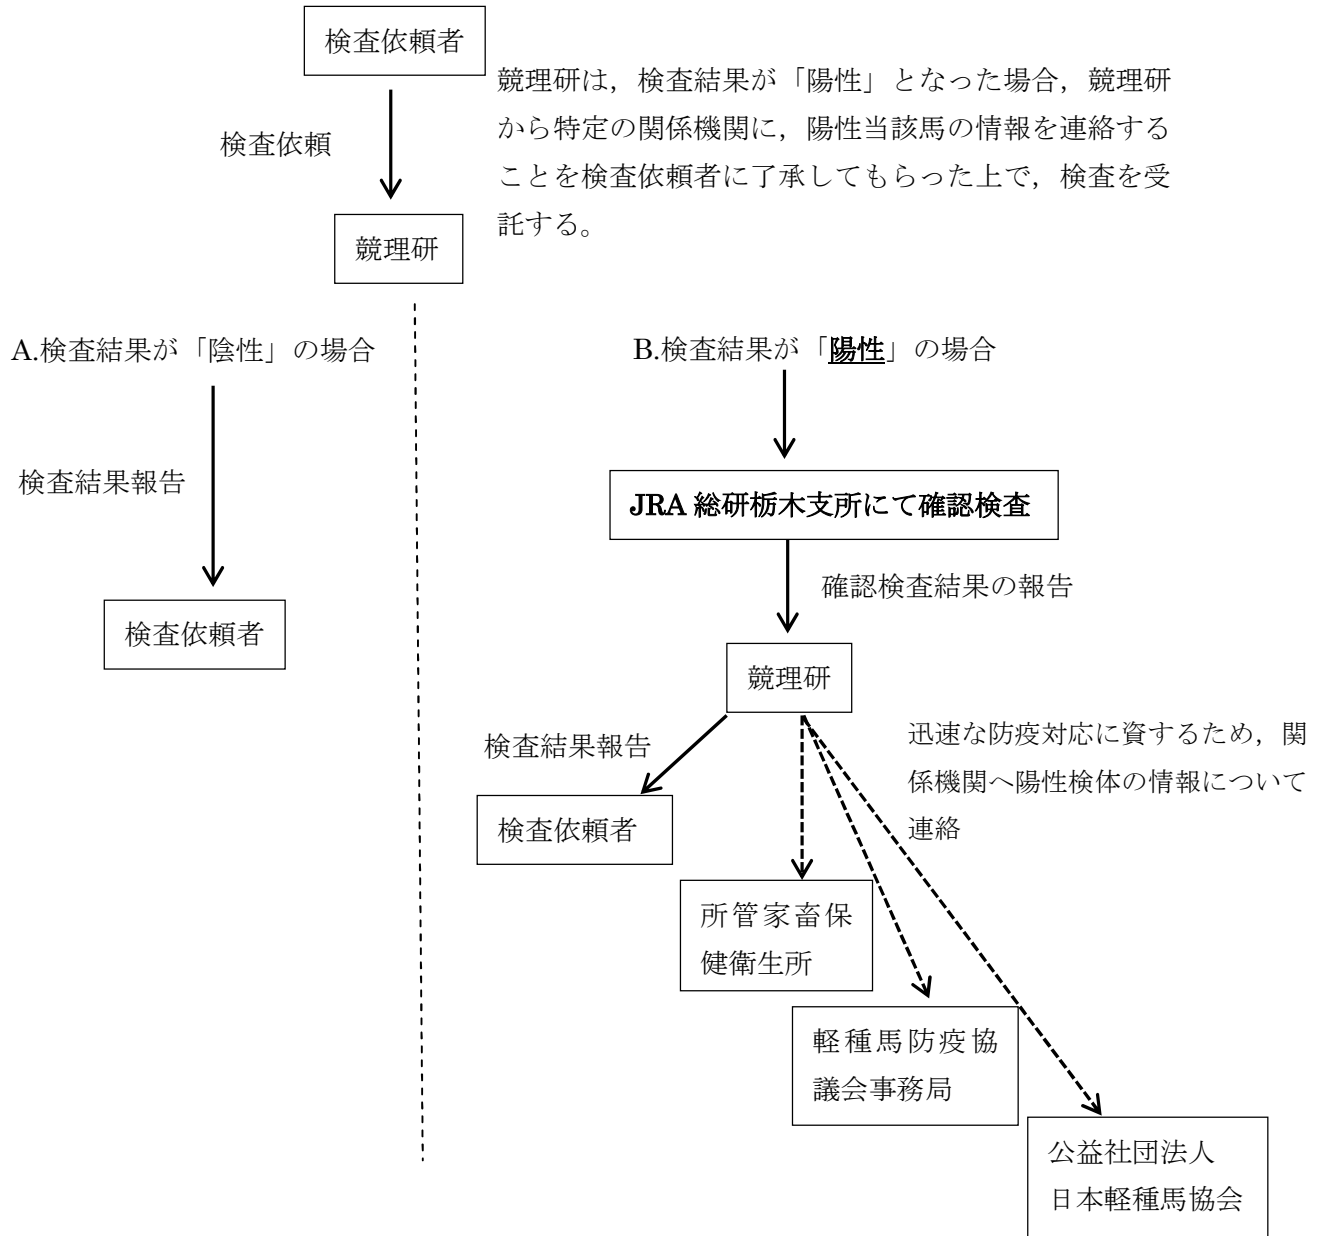 検査依頼者
競理研は，検査結果が「陽性」となった場合，競理研
から特定の関係機関に，陽性当該馬の情報を連絡する
ことを検査依頼者に了承してもらった上で，検査を受
託する。
検査依頼
競理研
A.検査結果が「陰性」の場合
検査結果報告
検査依頼者
B.検査結果が「陽性」の場合
JRA 総研栃木支所にて確認検査
確認検査結果の報告
競理研
検査結果報告
検査依頼者
迅速な防疫対応に資するため，関
係機関へ陽性検体の情報について
連絡
所管家畜保
健衛生所
軽種馬防疫協
議会事務局
公益社団法人
日本軽種馬協会